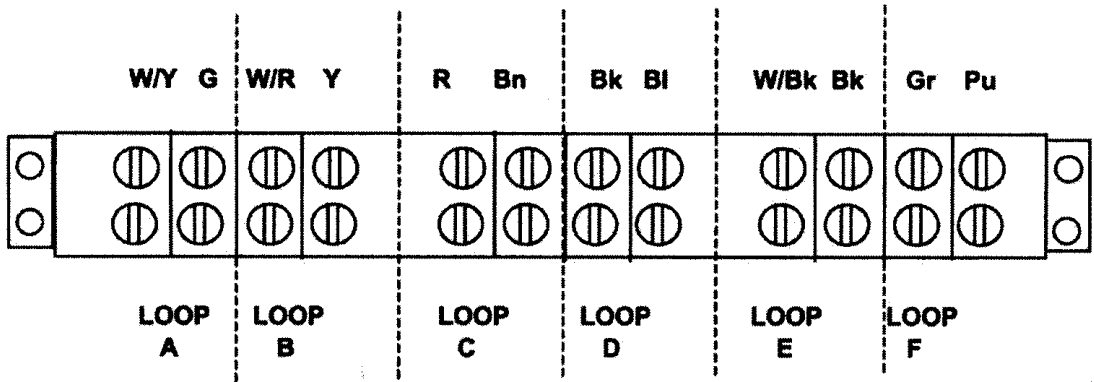 W/Y G W/R Y R Bn Bk Bl W/Bk Bk Gr Pu
LOOP LOOP LOOP LOOP LOOP LOOP
A B C D E F